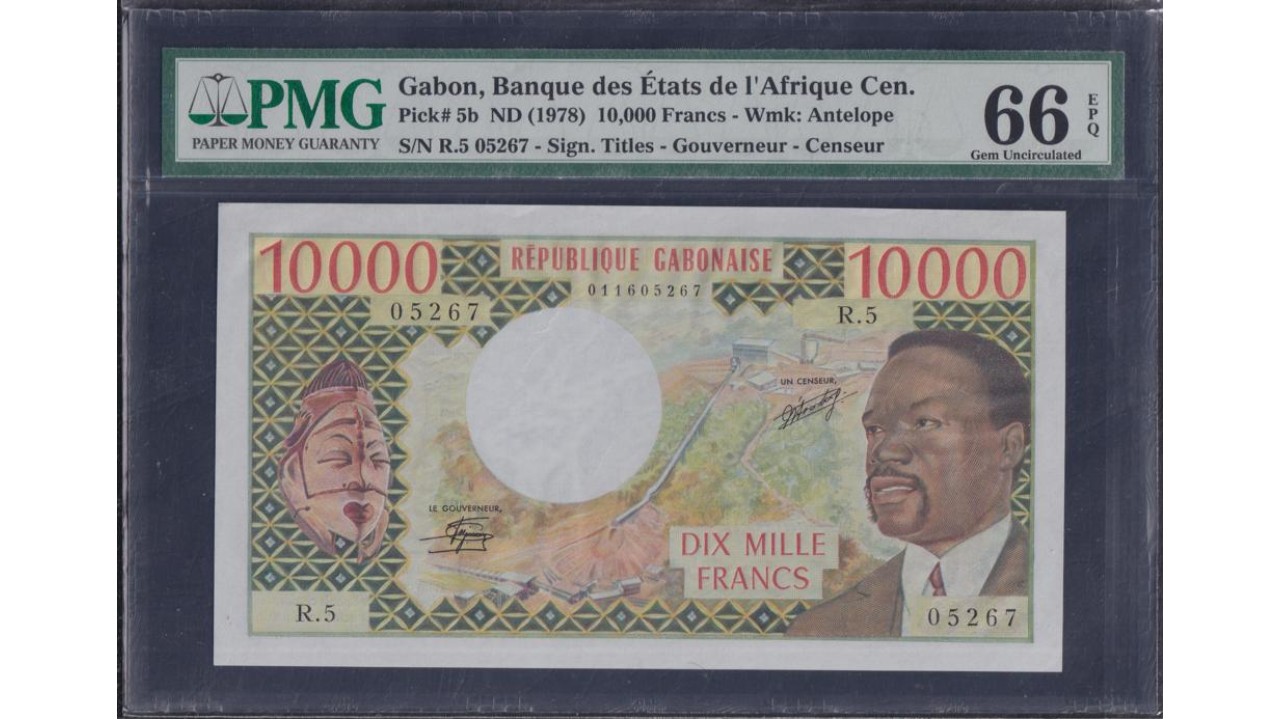 PMG
PAPER MONEY GUARANTY
Gabon, Banque des États de l'Afrique Cen.
Pick# 5b ND (1978) 10,000 Francs - Wmk: Antelope
S/N R.5 05267 - Sign. Titles - Gouverneur - Censeur
66
EPQ
Gem Uncirculated
10000
RÉPUBLIQUE GABONAISE
10000
011605267
05267
R.5
UN CENSEUR,
LE GOUVERNEUR,
DIX MILLE
FRANCS
R.5
05267